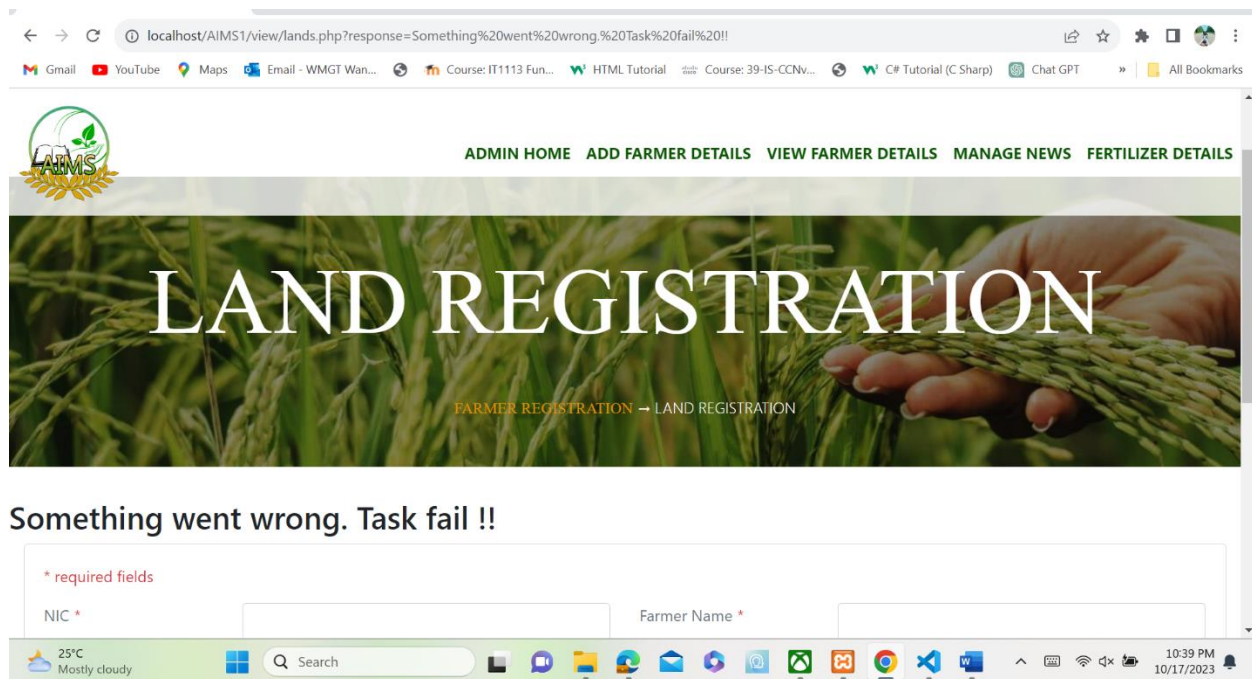 localhost/AIMS1/view/lands.php?response=Something%20went%20wrong.%20Task%20fail%20!!
Gmail YouTube Maps Email - WMGT Wan... Course: IT1113 Fun... HTML Tutorial Course: 39-IS-CCNv... C# Tutorial (C Sharp) Chat GPT » All Bookmarks
AIMS
ADMIN HOME ADD FARMER DETAILS VIEW FARMER DETAILS MANAGE NEWS FERTILIZER DETAILS
LAND REGISTRATION
FARMER REGISTRATION → LAND REGISTRATION
Something went wrong. Task fail !!
* required fields
NIC * Farmer Name *
25°C
Mostly cloudy
Search
10:39 PM
10/17/2023